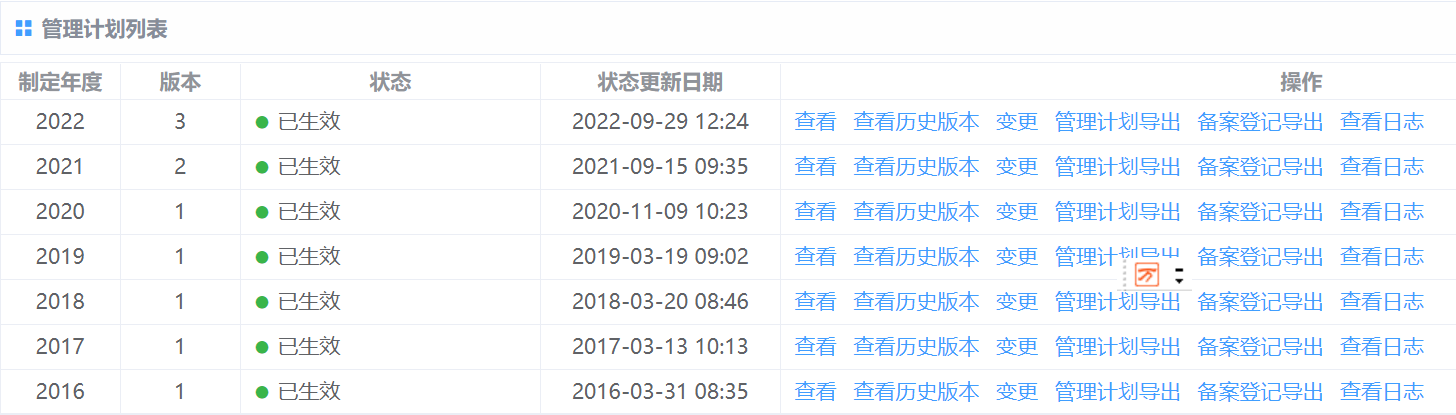 管理计划列表
制定年度 版本 状态 状态更新日期 操作
2022 3 已生效 2022-09-29 12:24 查看 查看历史版本 变更 管理计划导出 备案登记导出 查看日志
2021 2 已生效 2021-09-15 09:35 查看 查看历史版本 变更 管理计划导出 备案登记导出 查看日志
2020 1 已生效 2020-11-09 10:23 查看 查看历史版本 变更 管理计划导出 备案登记导出 查看日志
2019 1 已生效 2019-03-19 09:02 查看 查看历史版本 变更 管理计划导出 备案登记导出 查看日志
2018 1 已生效 2018-03-20 08:46 查看 查看历史版本 变更 管理计划导出 备案登记导出 查看日志
2017 1 已生效 2017-03-13 10:13 查看 查看历史版本 变更 管理计划导出 备案登记导出 查看日志
2016 1 已生效 2016-03-31 08:35 查看 查看历史版本 变更 管理计划导出 备案登记导出 查看日志